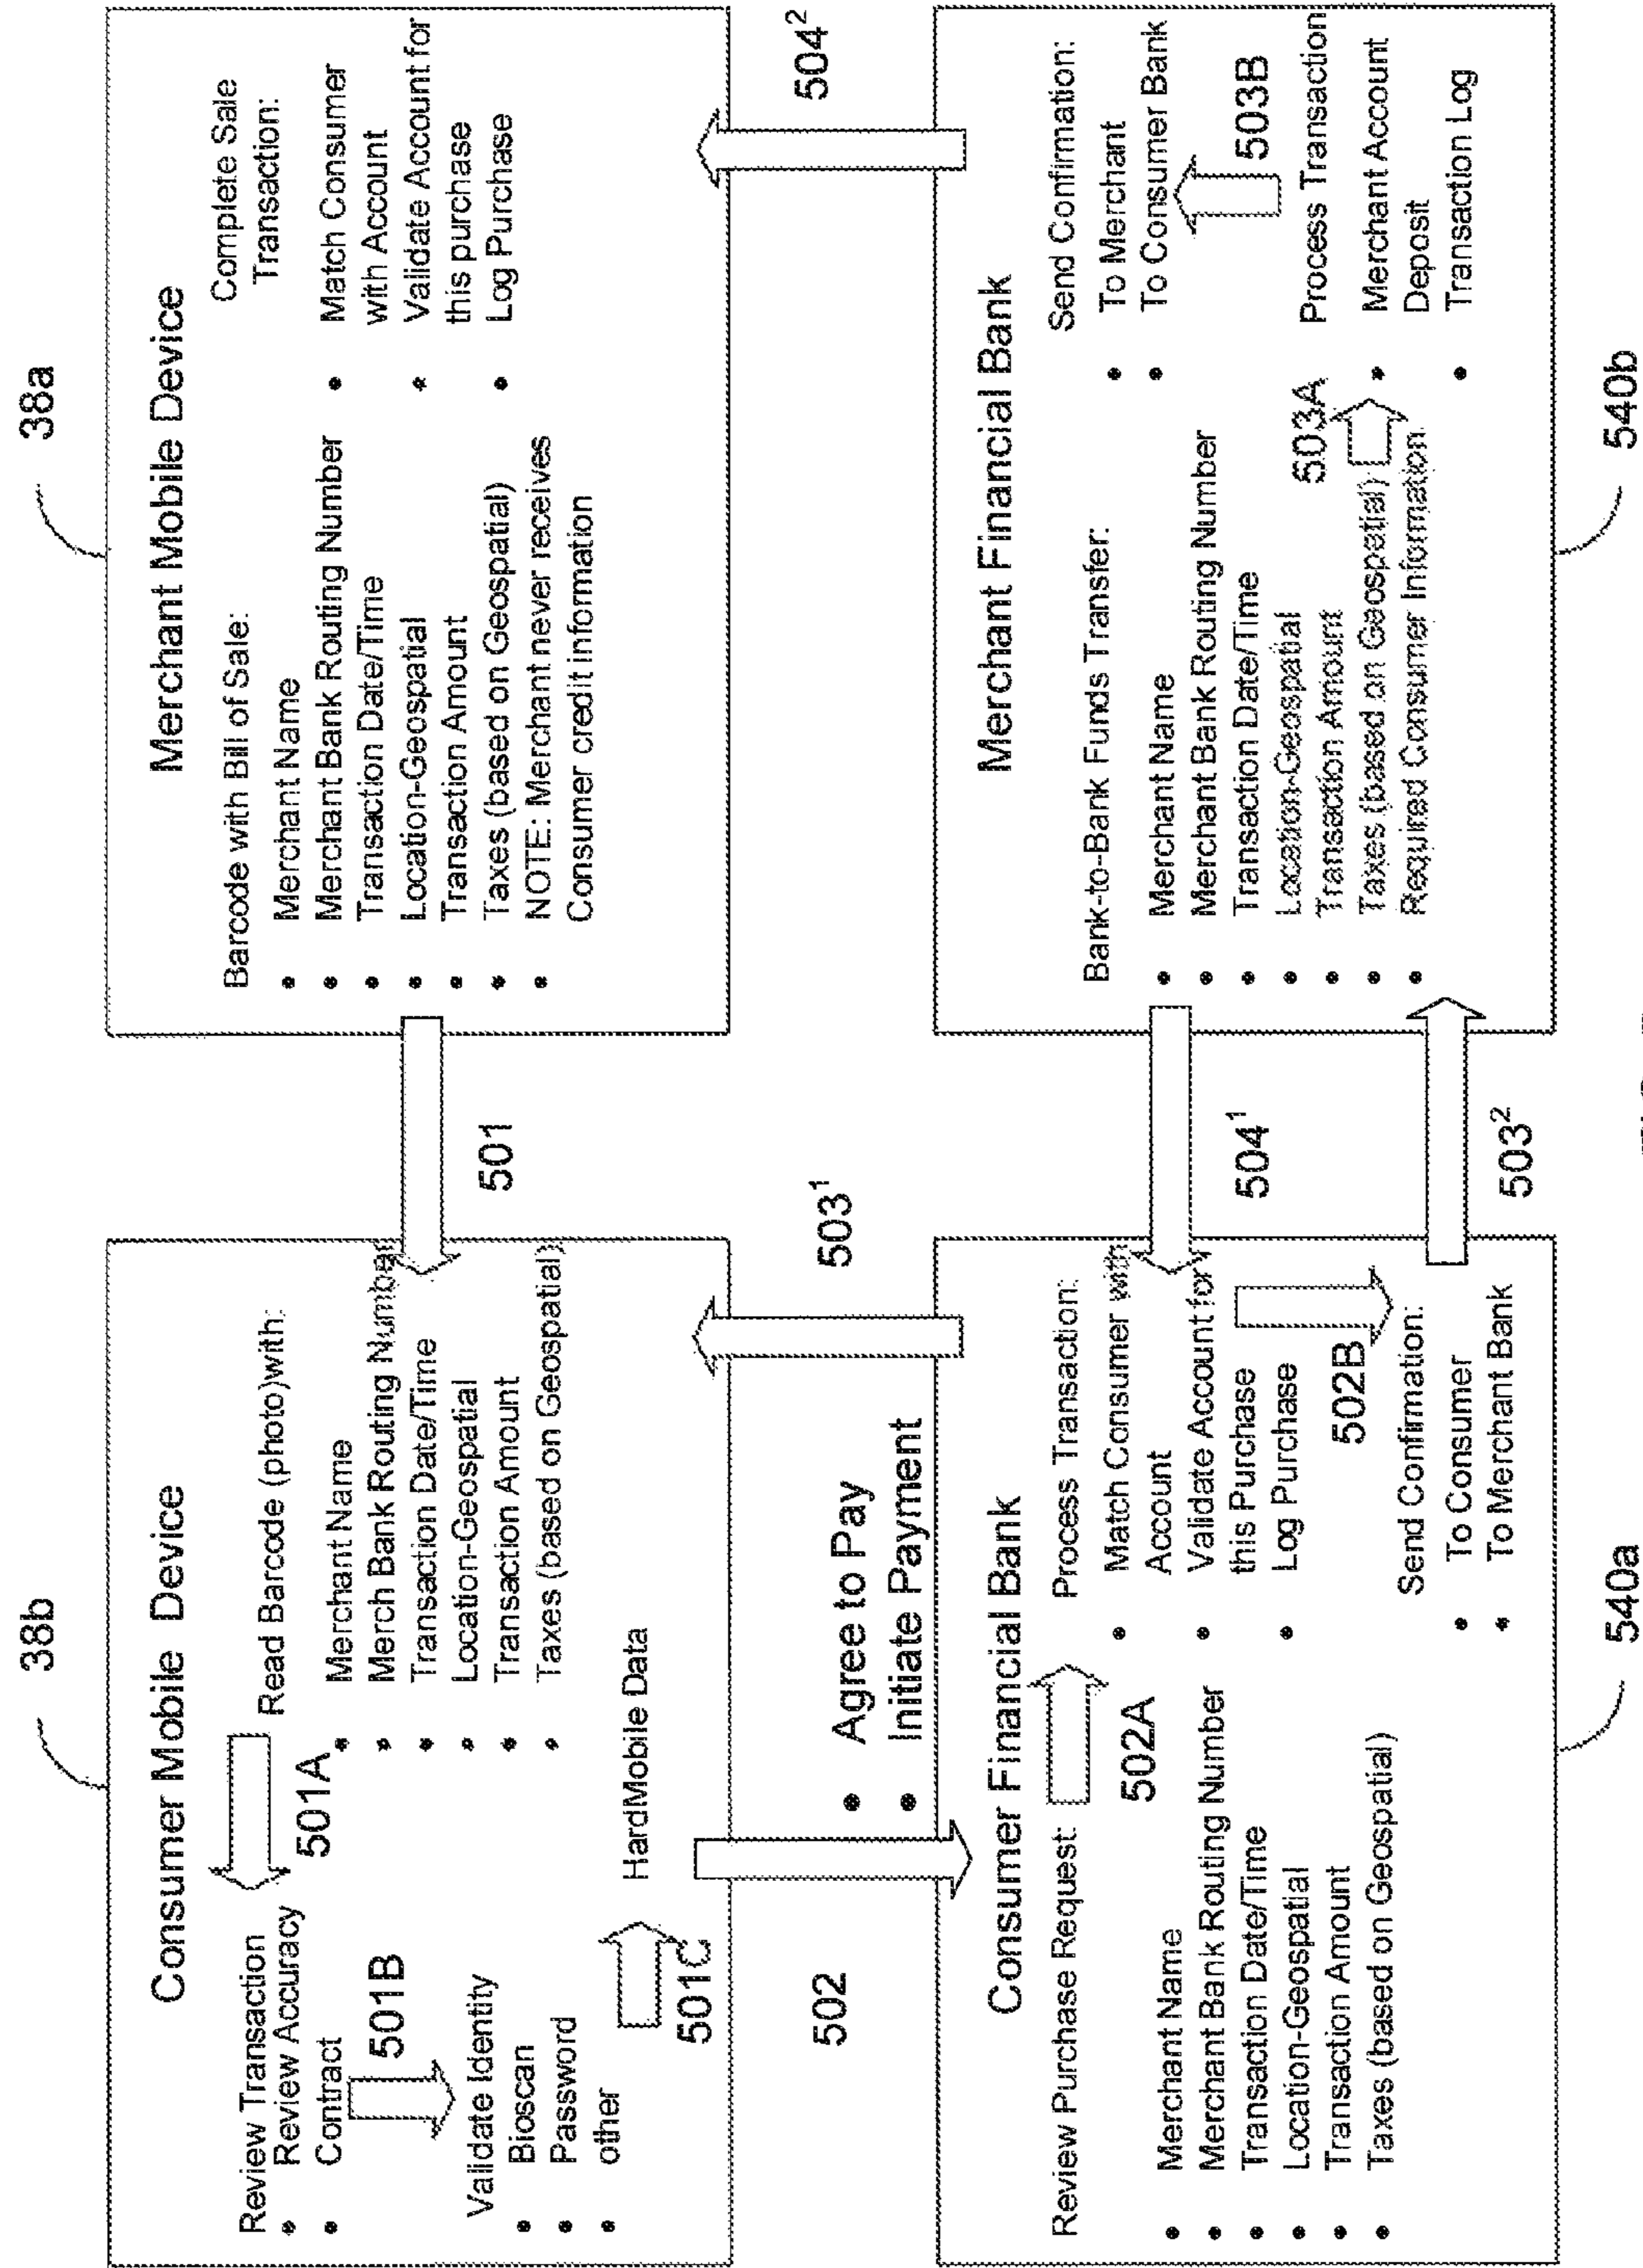 38b
38a
Consumer Mobile Device
Review Transaction
• Review Accuracy
• Contract
501A
Read Barcode (photo)with:
• Merchant Name
• Merch Bank Routing Number
• Transaction Date/Time
• Location-Geospatial
• Transaction Amount
• Taxes (based on Geospatial)
501B
Validate Identity
• Bioscan
• Password
• other
501C
HardMobile Data
501
Merchant Mobile Device
Barcode with Bill of Sale:
• Merchant Name
• Merchant Bank Routing Number
• Transaction Date/Time
• Location-Geospatial
• Transaction Amount
• Taxes (based on Geospatial)
• NOTE: Merchant never receives
Consumer credit information
Complete Sale
Transaction:
• Match Consumer
with Account
• Validate Account for
this purchase
• Log Purchase
502
• Agree to Pay
• Initiate Payment
503¹
504²
Consumer Financial Bank
Review Purchase Request:
• Merchant Name
• Merchant Bank Routing Number
• Transaction Date/Time
• Location-Geospatial
• Transaction Amount
• Taxes (based on Geospatial)
502A
Process Transaction:
• Match Consumer with
Account
• Validate Account for
this Purchase
• Log Purchase
502B
Send Confirmation:
• To Consumer
• To Merchant Bank
504¹
503²
Merchant Financial Bank
Bank-to-Bank Funds Transfer:
• Merchant Name
• Merchant Bank Routing Number
• Transaction Date/Time
• Location-Geospatial
• Transaction Amount
• Taxes (based on Geospatial)
• Required Consumer Information
503A
Send Confirmation:
• To Merchant
• To Consumer Bank
503B
Process Transaction
• Merchant Account
Deposit
• Transaction Log
540a
540b